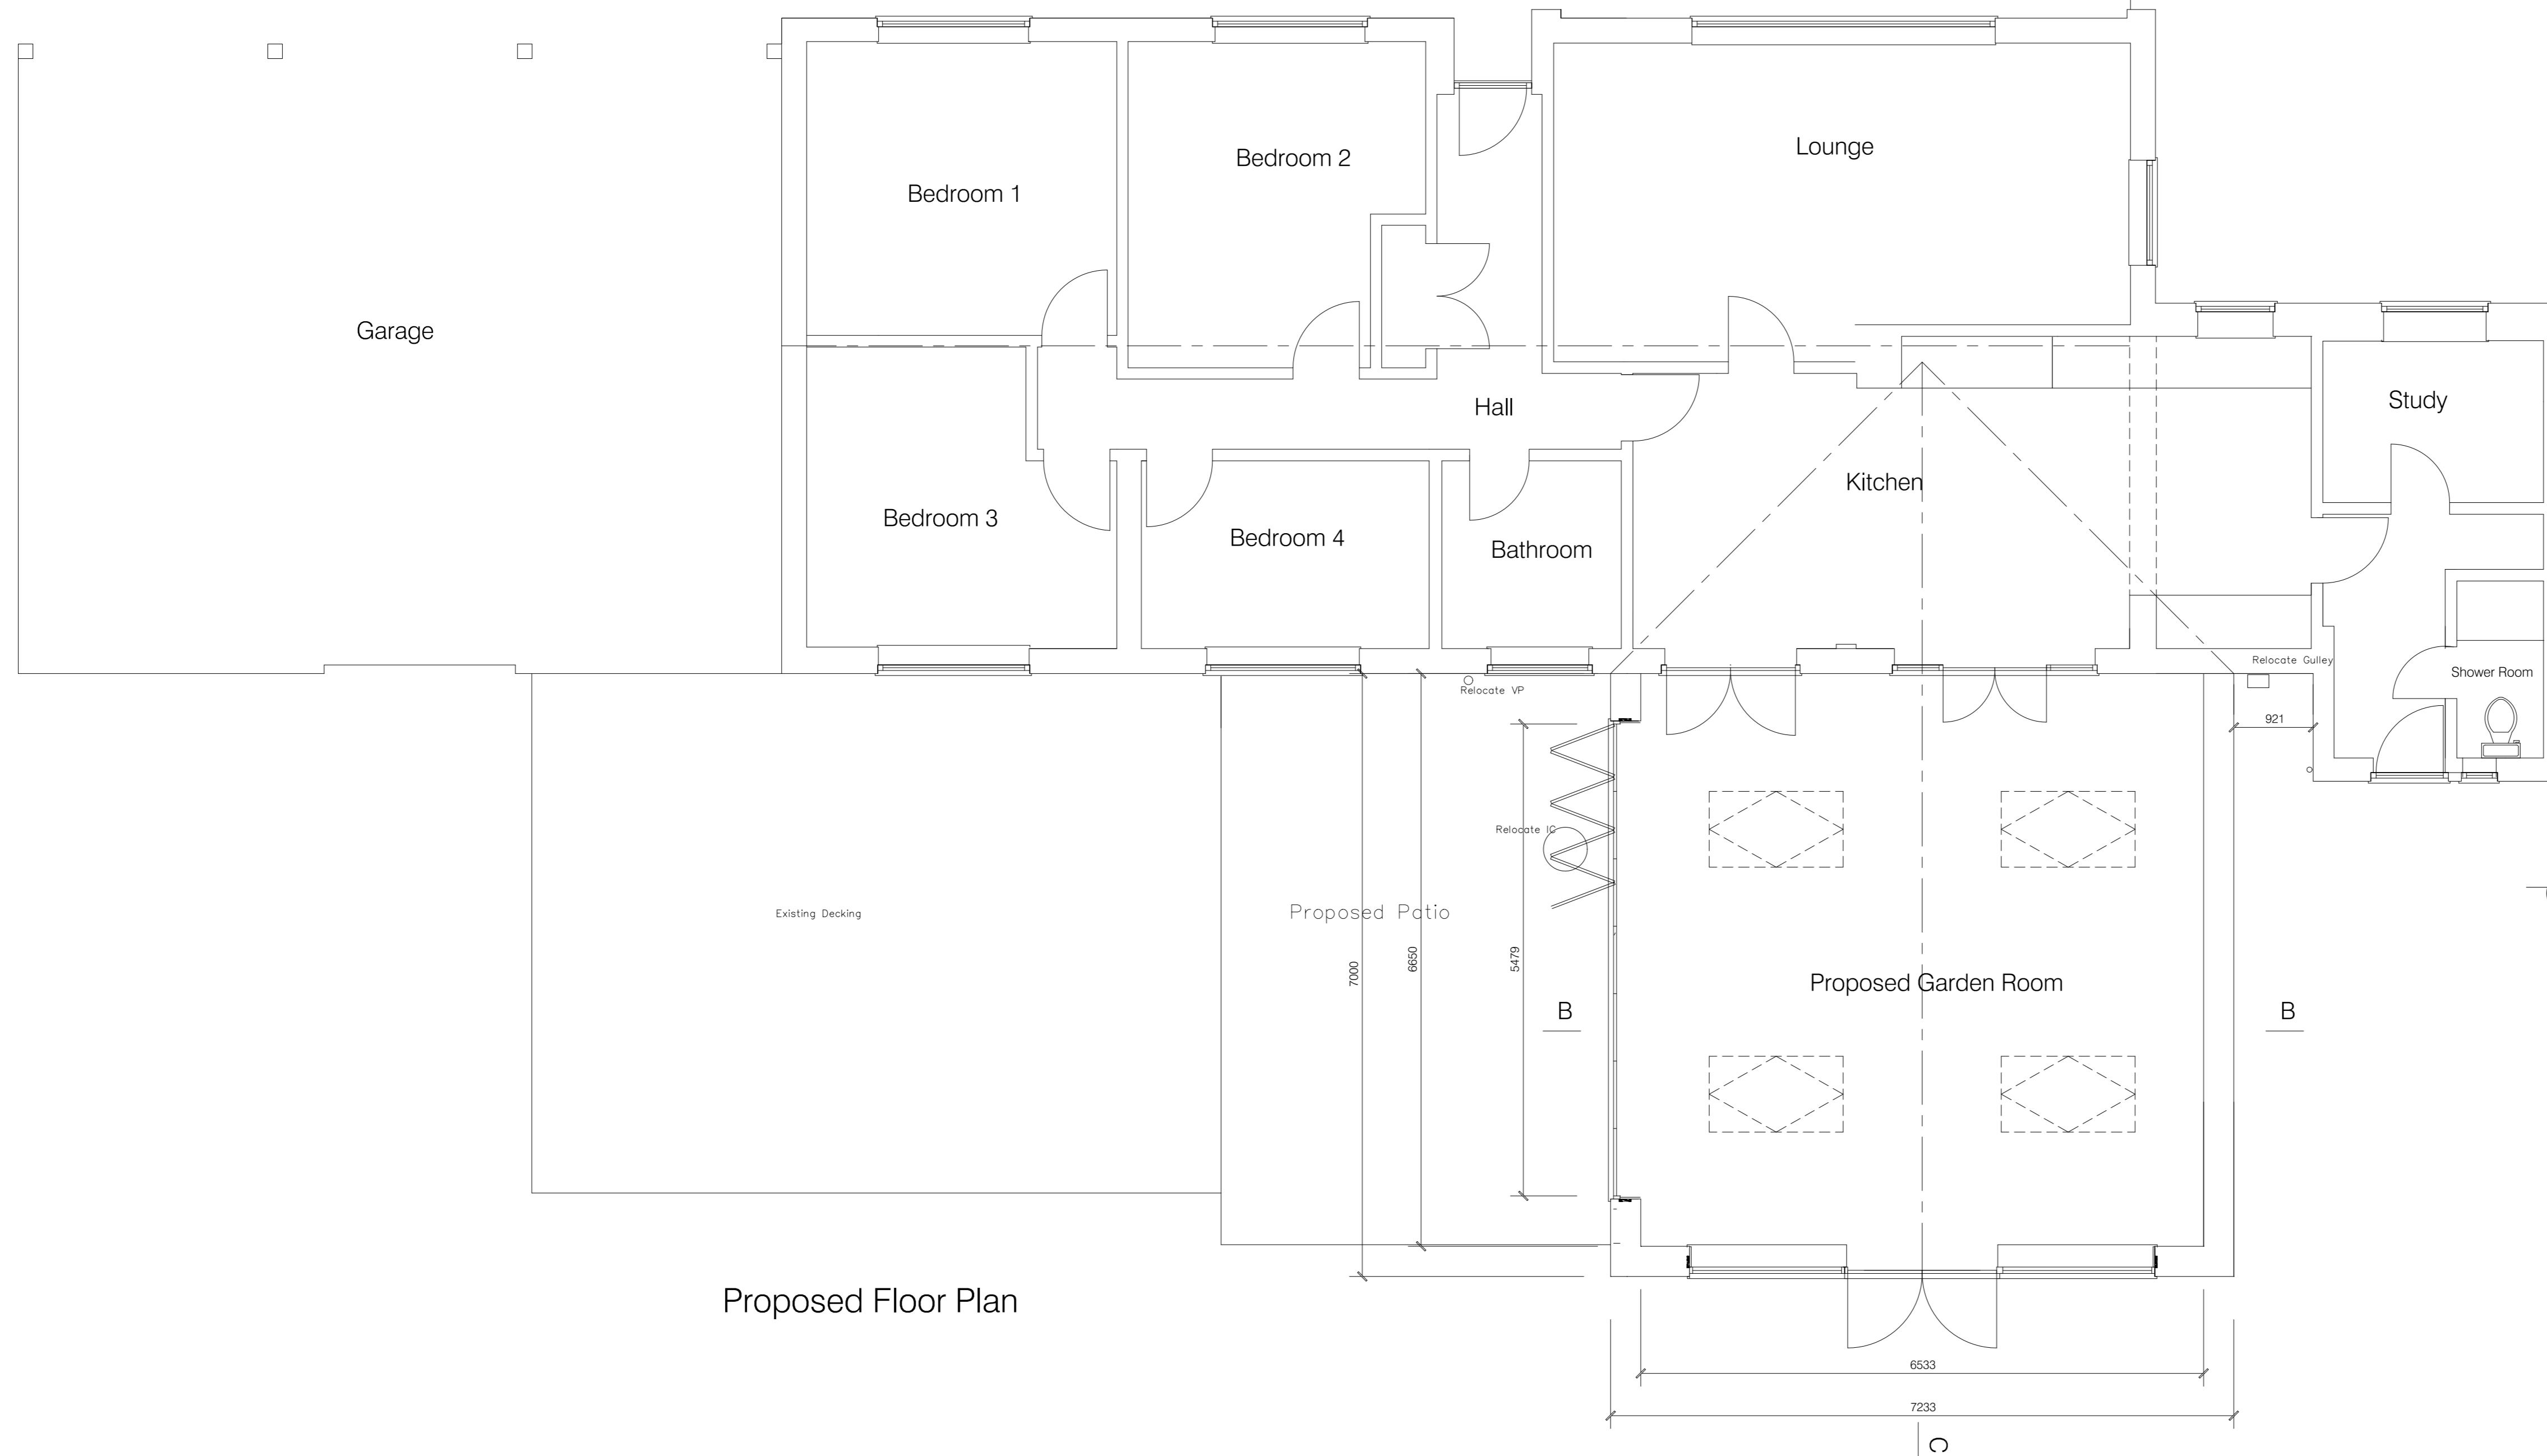 Lounge
Bedroom 2
Bedroom 1
Garage
Study
Hall
Kitchen
Bedroom 3
Bedroom 4
Bathroom
Relocate Gulley
Shower Room
Relocate VP
921
Relocate IC
Existing Decking
Proposed Patio
7000
6650
5479
Proposed Garden Room
B
B
Proposed Floor Plan
6533
7233
C